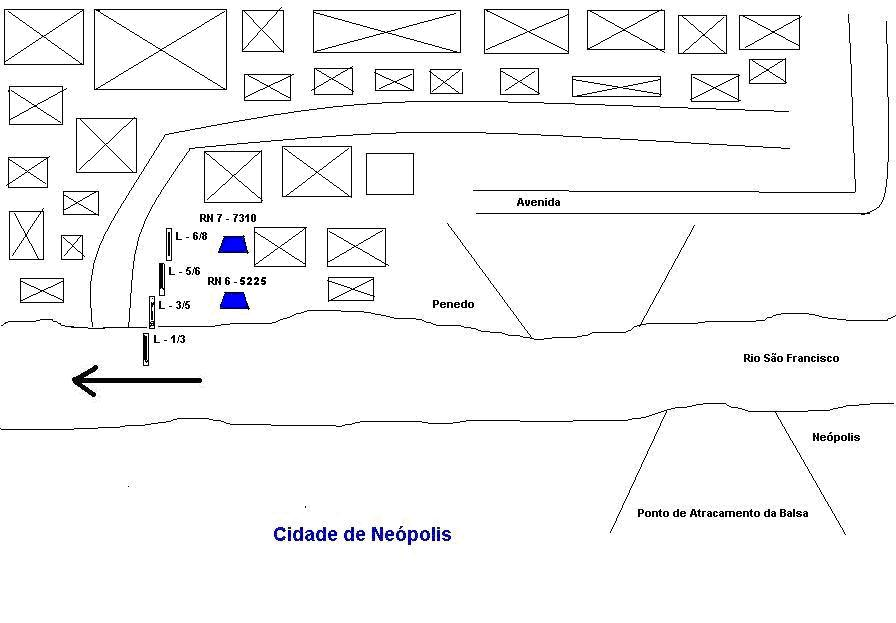 Avenida
RN 7 - 7310
L - 6/8
L - 5/6
RN 6 - 5225
L - 3/5
Penedo
L - 1/3
Rio São Francisco
Neópolis
Ponto de Atracamento da Balsa
Cidade de Neópolis